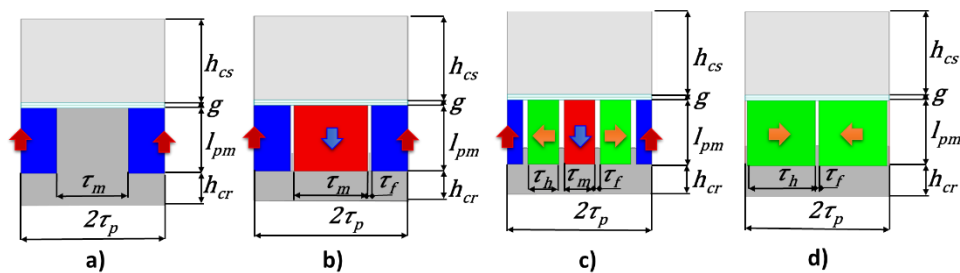 h_cs
g
l_pm
h_cr
τ_m
2τ_p
a)
h_cs
g
l_pm
h_cr
τ_m τ_f
2τ_p
b)
h_cs
g
l_pm
h_cr
τ_h τ_m τ_f
2τ_p
c)
h_cs
g
l_pm
h_cr
τ_h τ_f
2τ_p
d)